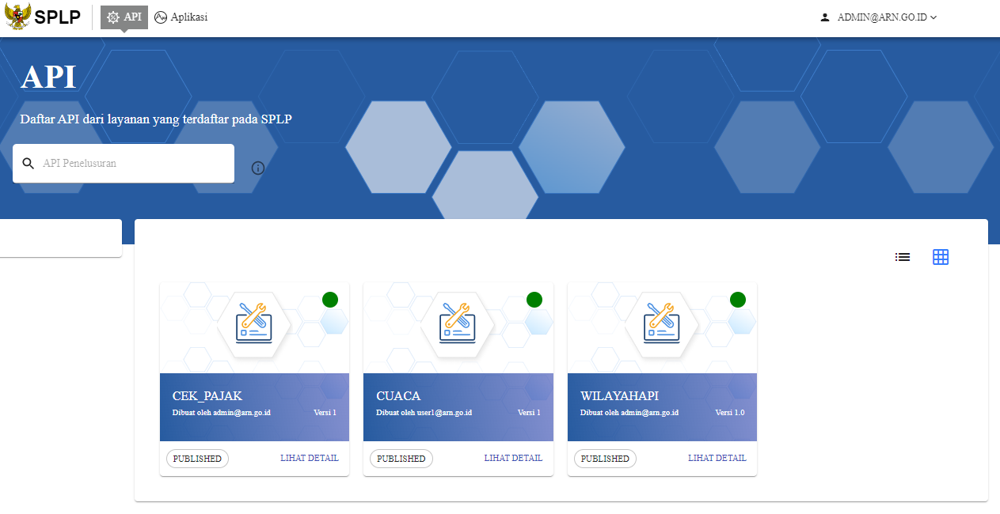 SPLP
API
Aplikasi
ADMIN@ARN.GO.ID
API
Daftar API dari layanan yang terdaftar pada SPLP
API Penelusuran
CEK_PAJAK
Dibuat oleh admin@arn.go.id
Versi 1
PUBLISHED
LIHAT DETAIL
CUACA
Dibuat oleh user1@arn.go.id
Versi 1
PUBLISHED
LIHAT DETAIL
WILAYAHAPI
Dibuat oleh admin@arn.go.id
Versi 1.0
PUBLISHED
LIHAT DETAIL